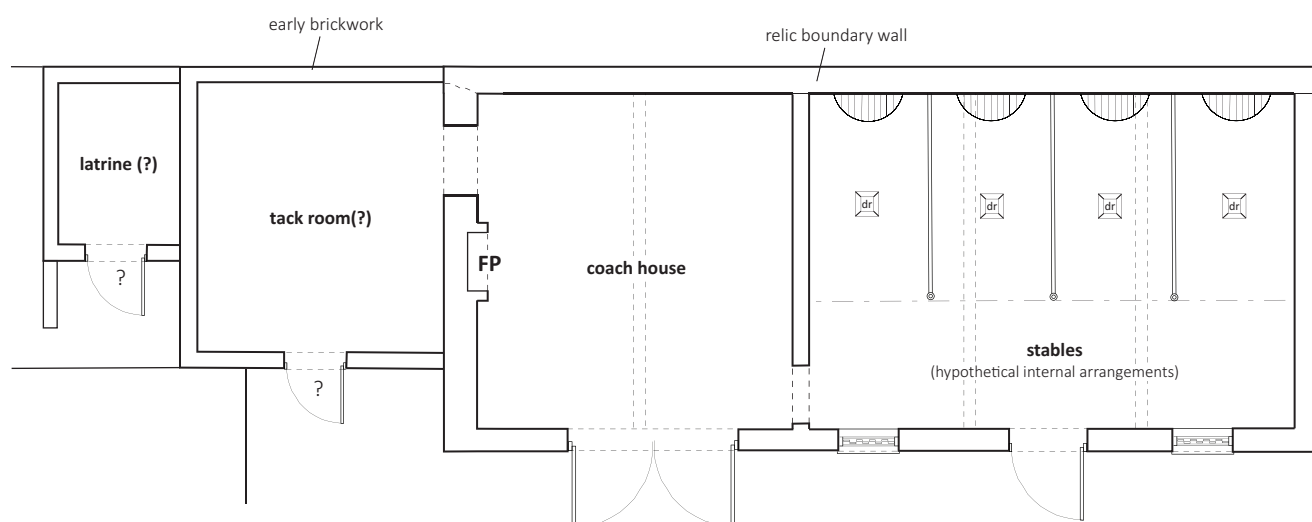 early brickwork
relic boundary wall
latrine (?)
tack room(?)
FP
coach house
dr
dr
dr
dr
stables
(hypothetical internal arrangements)
?
?